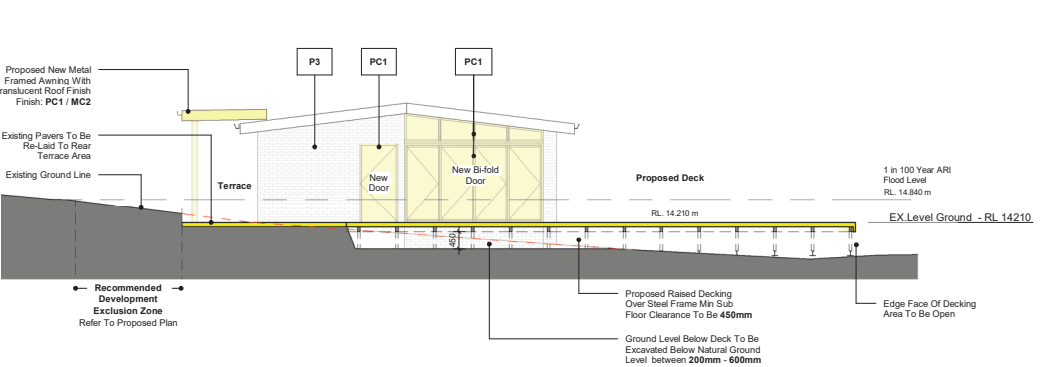 P3
PC1
PC1
Proposed New Metal
Framed Awning With
ranslucent Roof Finish
Finish: PC1 / MC2
Existing Pavers To Be
Re-Laid To Rear
Terrace Area
Existing Ground Line
Terrace
New
Door
New Bi-fold
Door
Proposed Deck
1 in 100 Year ARI
Flood Level
RL. 14.840 m
RL. 14.210 m
EX.Level Ground - RL 14210
450
Recommended
Development
Exclusion Zone
Refer To Proposed Plan
Proposed Raised Decking
Over Steel Frame Min Sub
Floor Clearance To Be 450mm
Edge Face Of Decking
Area To Be Open
Ground Level Below Deck To Be
Excavated Below Natural Ground
Level between 200mm - 600mm